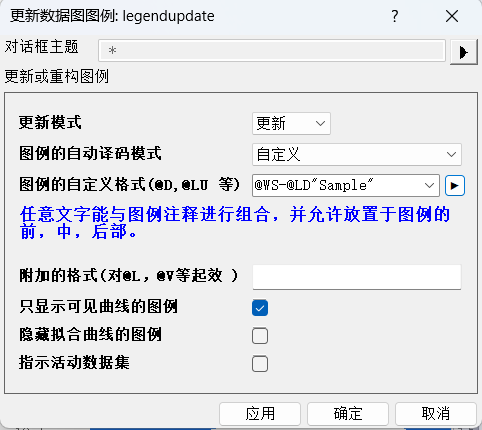 更新数据图图例: legendupdate
对话框主题 *
更新或重构图例
更新模式 更新
图例的自动译码模式 自定义
图例的自定义格式(@D,@LU 等) @WS-@LD"Sample"
任意文字能与图例注释进行组合，并允许放置于图例的
前，中，后部。
附加的格式(对@L，@V等起效 )
只显示可见曲线的图例
隐藏拟合曲线的图例
指示活动数据集
应用 确定 取消